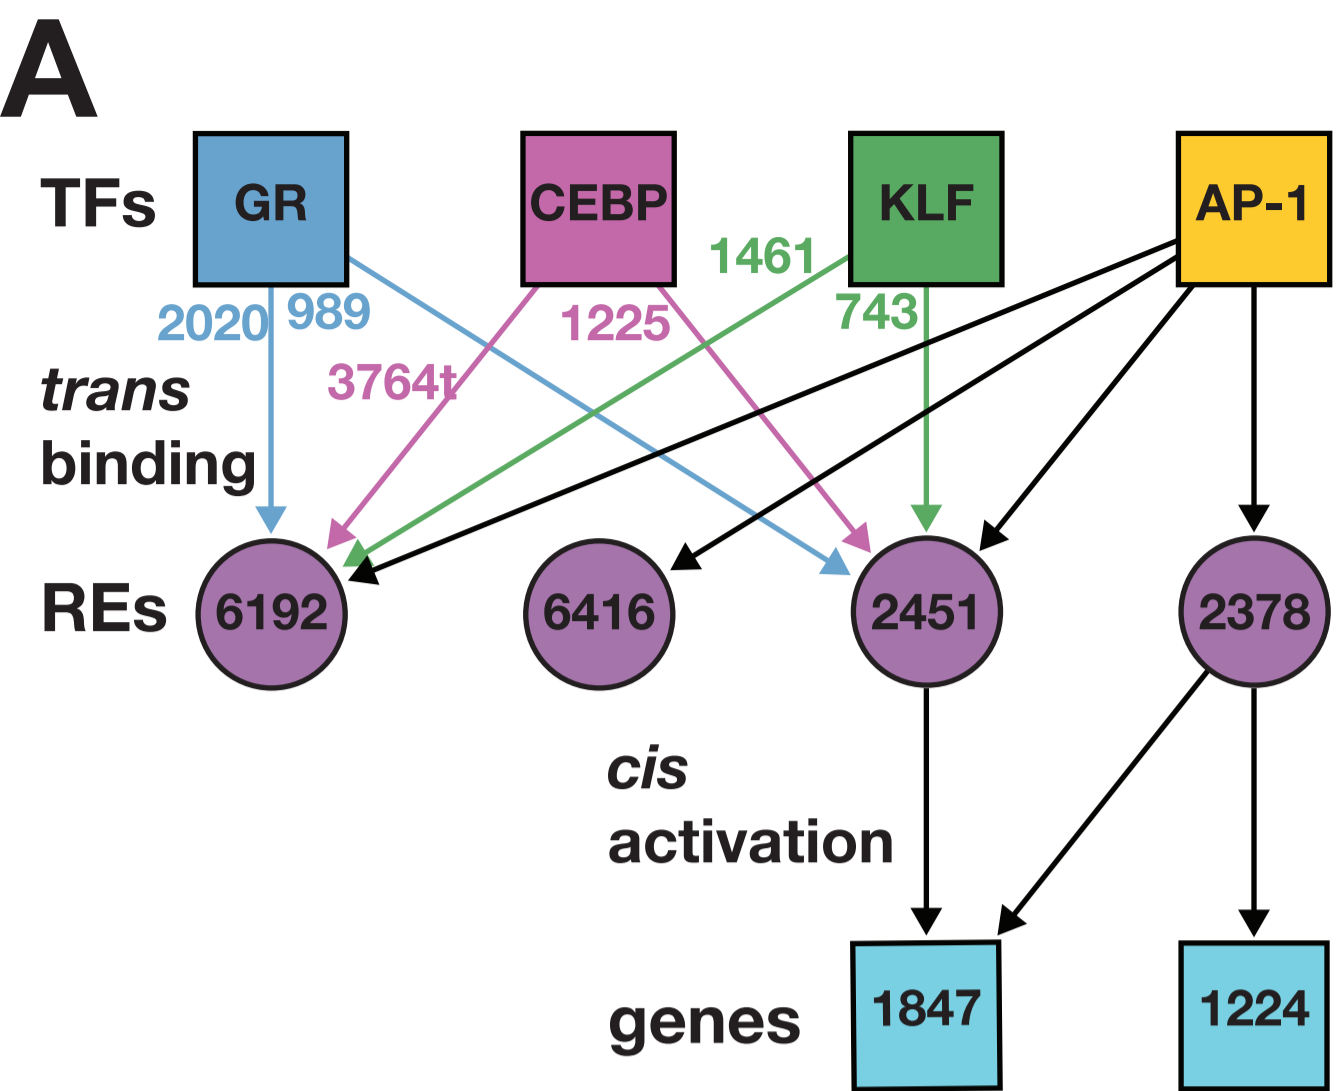 A
TFs
GR
CEBP
KLF
AP-1
2020
989
3764t
1225
1461
743
trans
binding
REs
6192
6416
2451
2378
cis
activation
genes
1847
1224